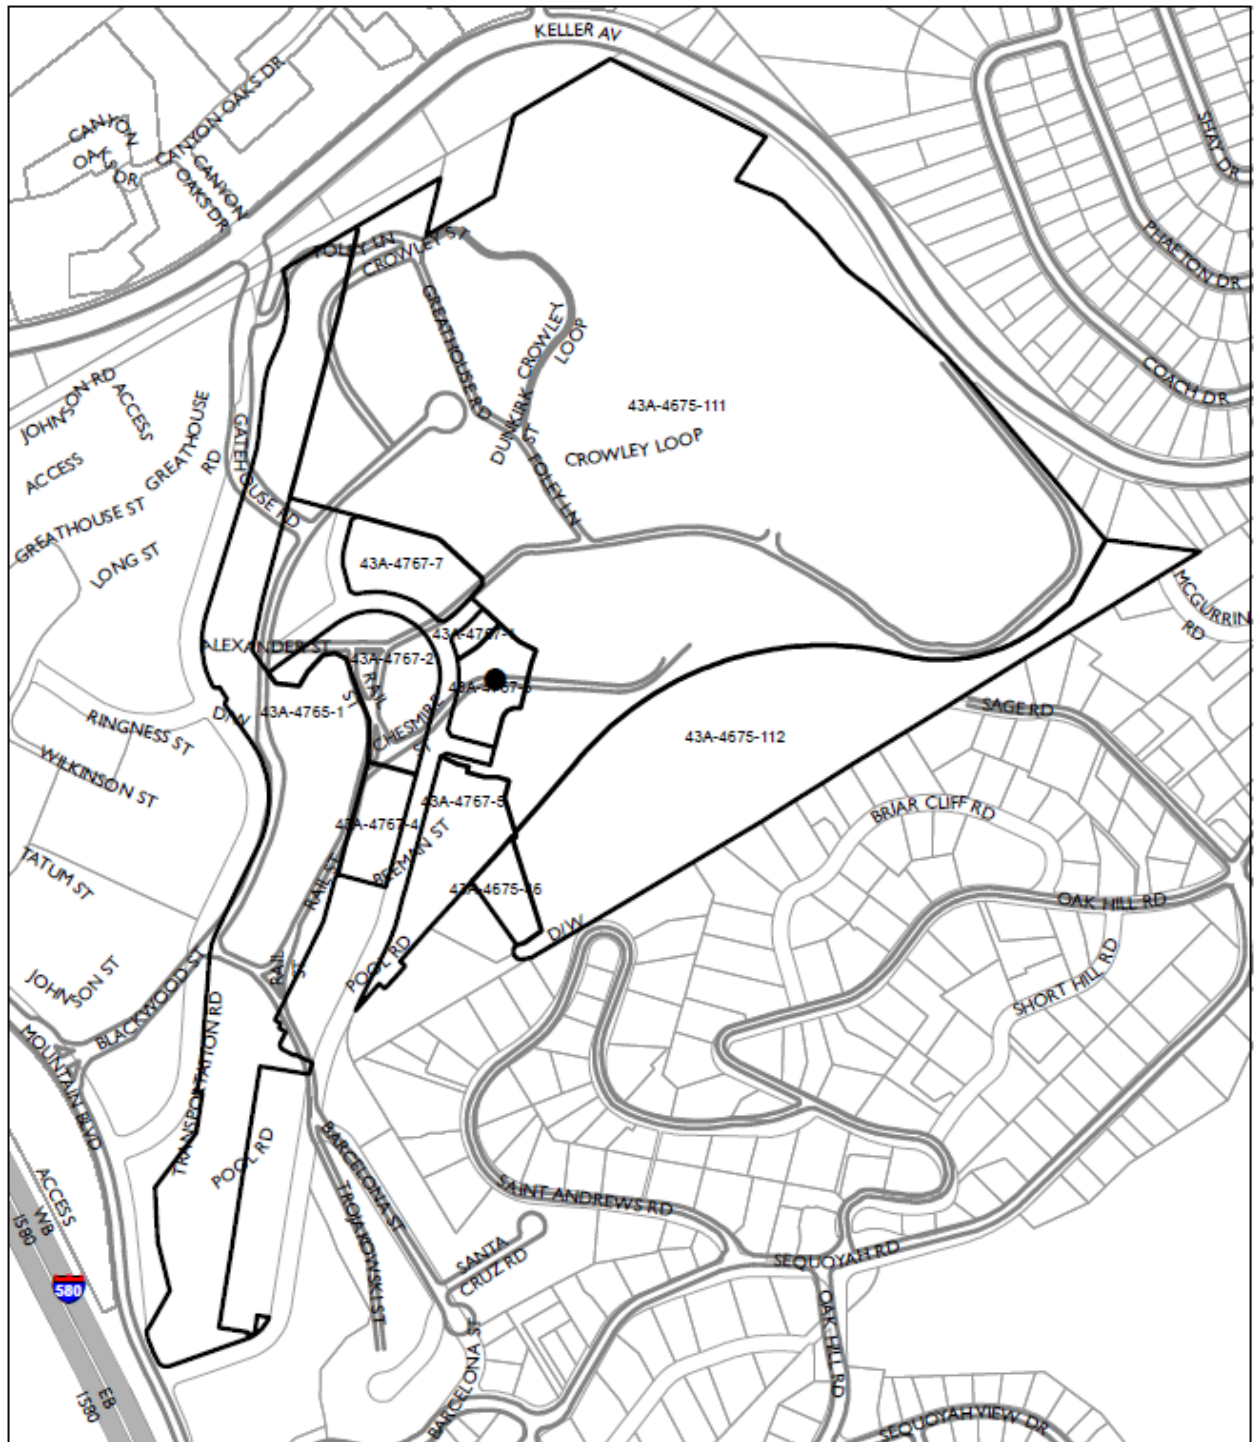 KELLER AV
CANYON OAKS DR
CANYON
OAKS DR
CANYON
OAKS DR
SHAY DR
PHAETON DR
COACH DR
FOLEY LN
CROWLEY ST
GREATHOUSE RD
CROWLEY
LOOP
DUNKIRK
ST
43A-4675-111
CROWLEY LOOP
FOLEY LN
JOHNSON RD
ACCESS
ACCESS
GREATHOUSE
RD
GATEHOUSE RD
GREATHOUSE ST
LONG ST
43A-4767-7
MCGURRIN
RD
ALEXANDER ST
43A-4767-2
RAIL
ST
43A-4765-1
D/W
CHESMIRE
ST
RINGNESS ST
WILKINSON ST
SAGE RD
43A-4675-112
43A-4767-5
43A-4767-4
BRIAR CLIFF RD
TATUM ST
RAIL ST
BEEMAN ST
OAK HILL RD
D/W
POOL RD
SHORT HILL RD
RAIL
ST
JOHNSON ST
BLACKWOOD ST
MOUNTAIN BLVD
TRANSPORTATION RD
POOL RD
BARCELONA ST
TROJAKOWSKI ST
SAINT ANDREWS RD
ACCESS
WB
I580
580
SANTA
CRUZ RD
SEQUOYAH RD
OAK HILL RD
BARCELONA ST
EB
I580
SEQUOYAH VIEW DR